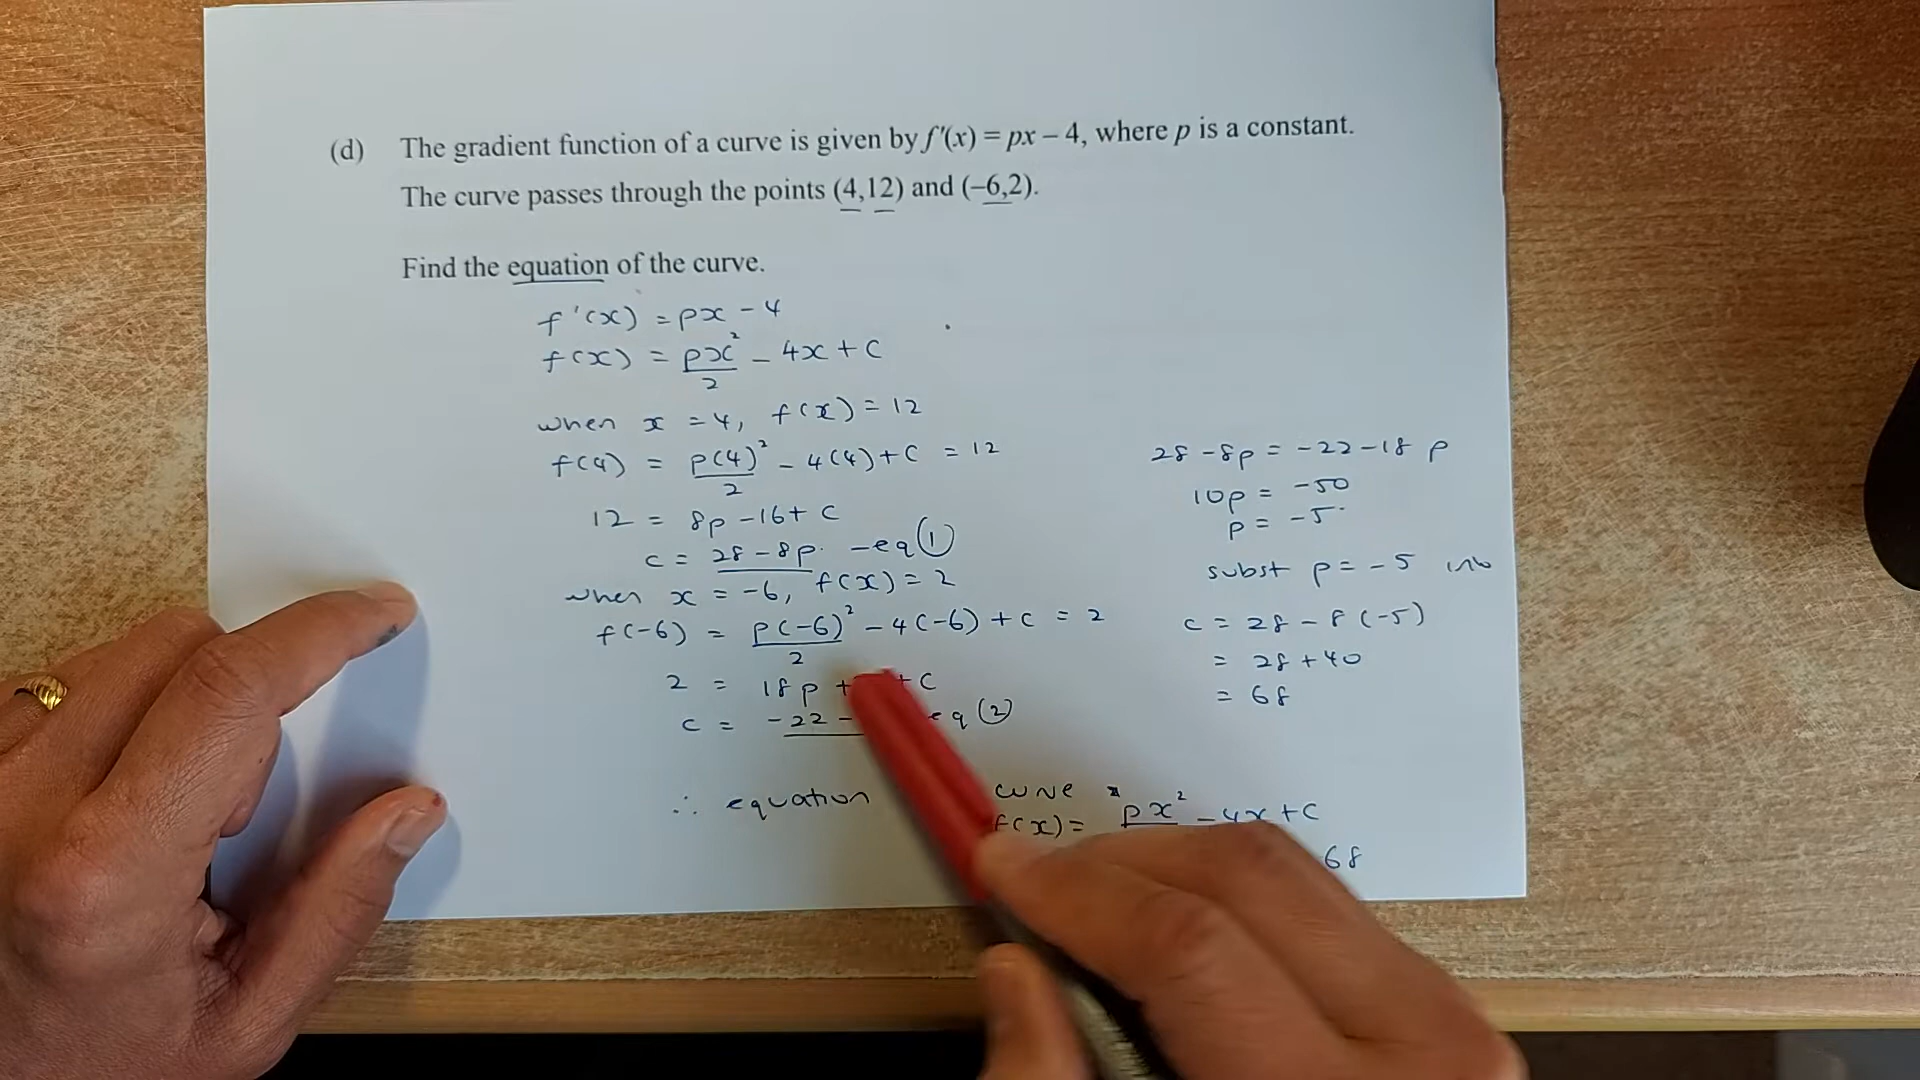 (d) The gradient function of a curve is given by f'(x) = px – 4, where p is a constant.
The curve passes through the points (4,12) and (–6,2).
Find the equation of the curve.
f'(x) = px - 4
f(x) = px²/2 - 4x + c
when x = 4, f(x) = 12
f(4) = p(4)²/2 - 4(4) + c = 12
12 = 8p - 16 + c
c = 28 - 8p - eq (1)
when x = -6, f(x) = 2
f(-6) = p(-6)²/2 - 4(-6) + c = 2
2 = 18p + + c
c = -22 - eq (2)
28 - 8p = -22 - 18 p
10p = -50
p = -5
subst p = -5 into
c = 28 - 8(-5)
= 28 + 40
= 68
∴ equation curve
f(x) = px² - 4x + c
68